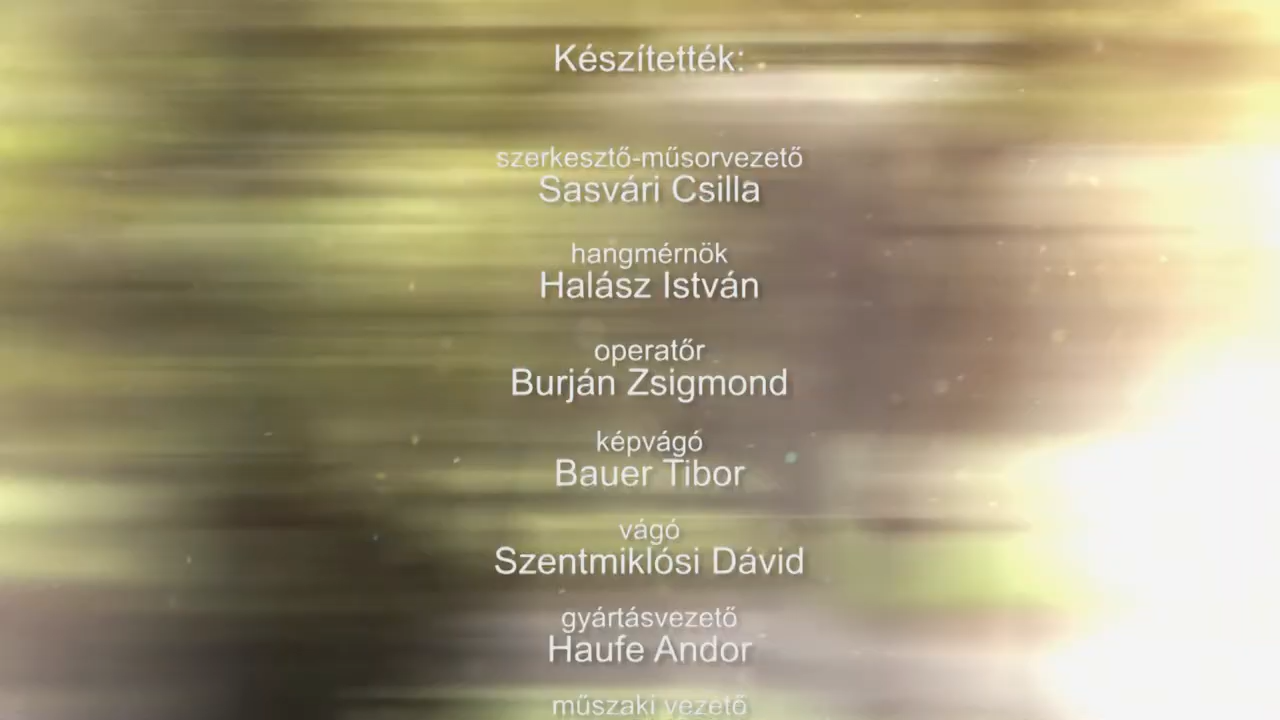 Készítették:
szerkesztő-műsorvezető
Sasvári Csilla
hangmérnök
Halász István
operatőr
Burján Zsigmond
képvágó
Bauer Tibor
vágó
Szentmiklósi Dávid
gyártásvezető
Haufe Andor
műszaki vezető